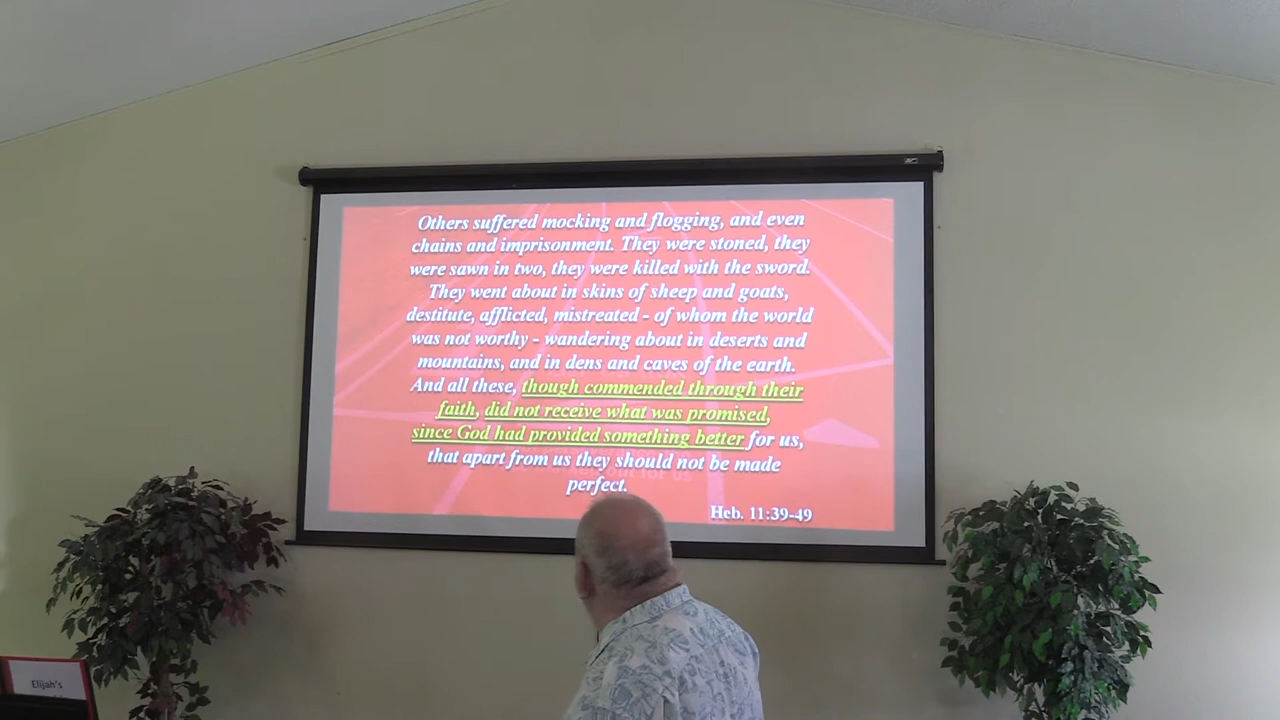 Others suffered mocking and flogging, and even
chains and imprisonment. They were stoned, they
were sawn in two, they were killed with the sword.
They went about in skins of sheep and goats,
destitute, afflicted, mistreated - of whom the world
was not worthy - wandering about in deserts and
mountains, and in dens and caves of the earth.
And all these, though commended through their
faith, did not receive what was promised,
since God had provided something better for us,
that apart from us they should not be made
perfect.
Heb. 11:39-49
Elijah's